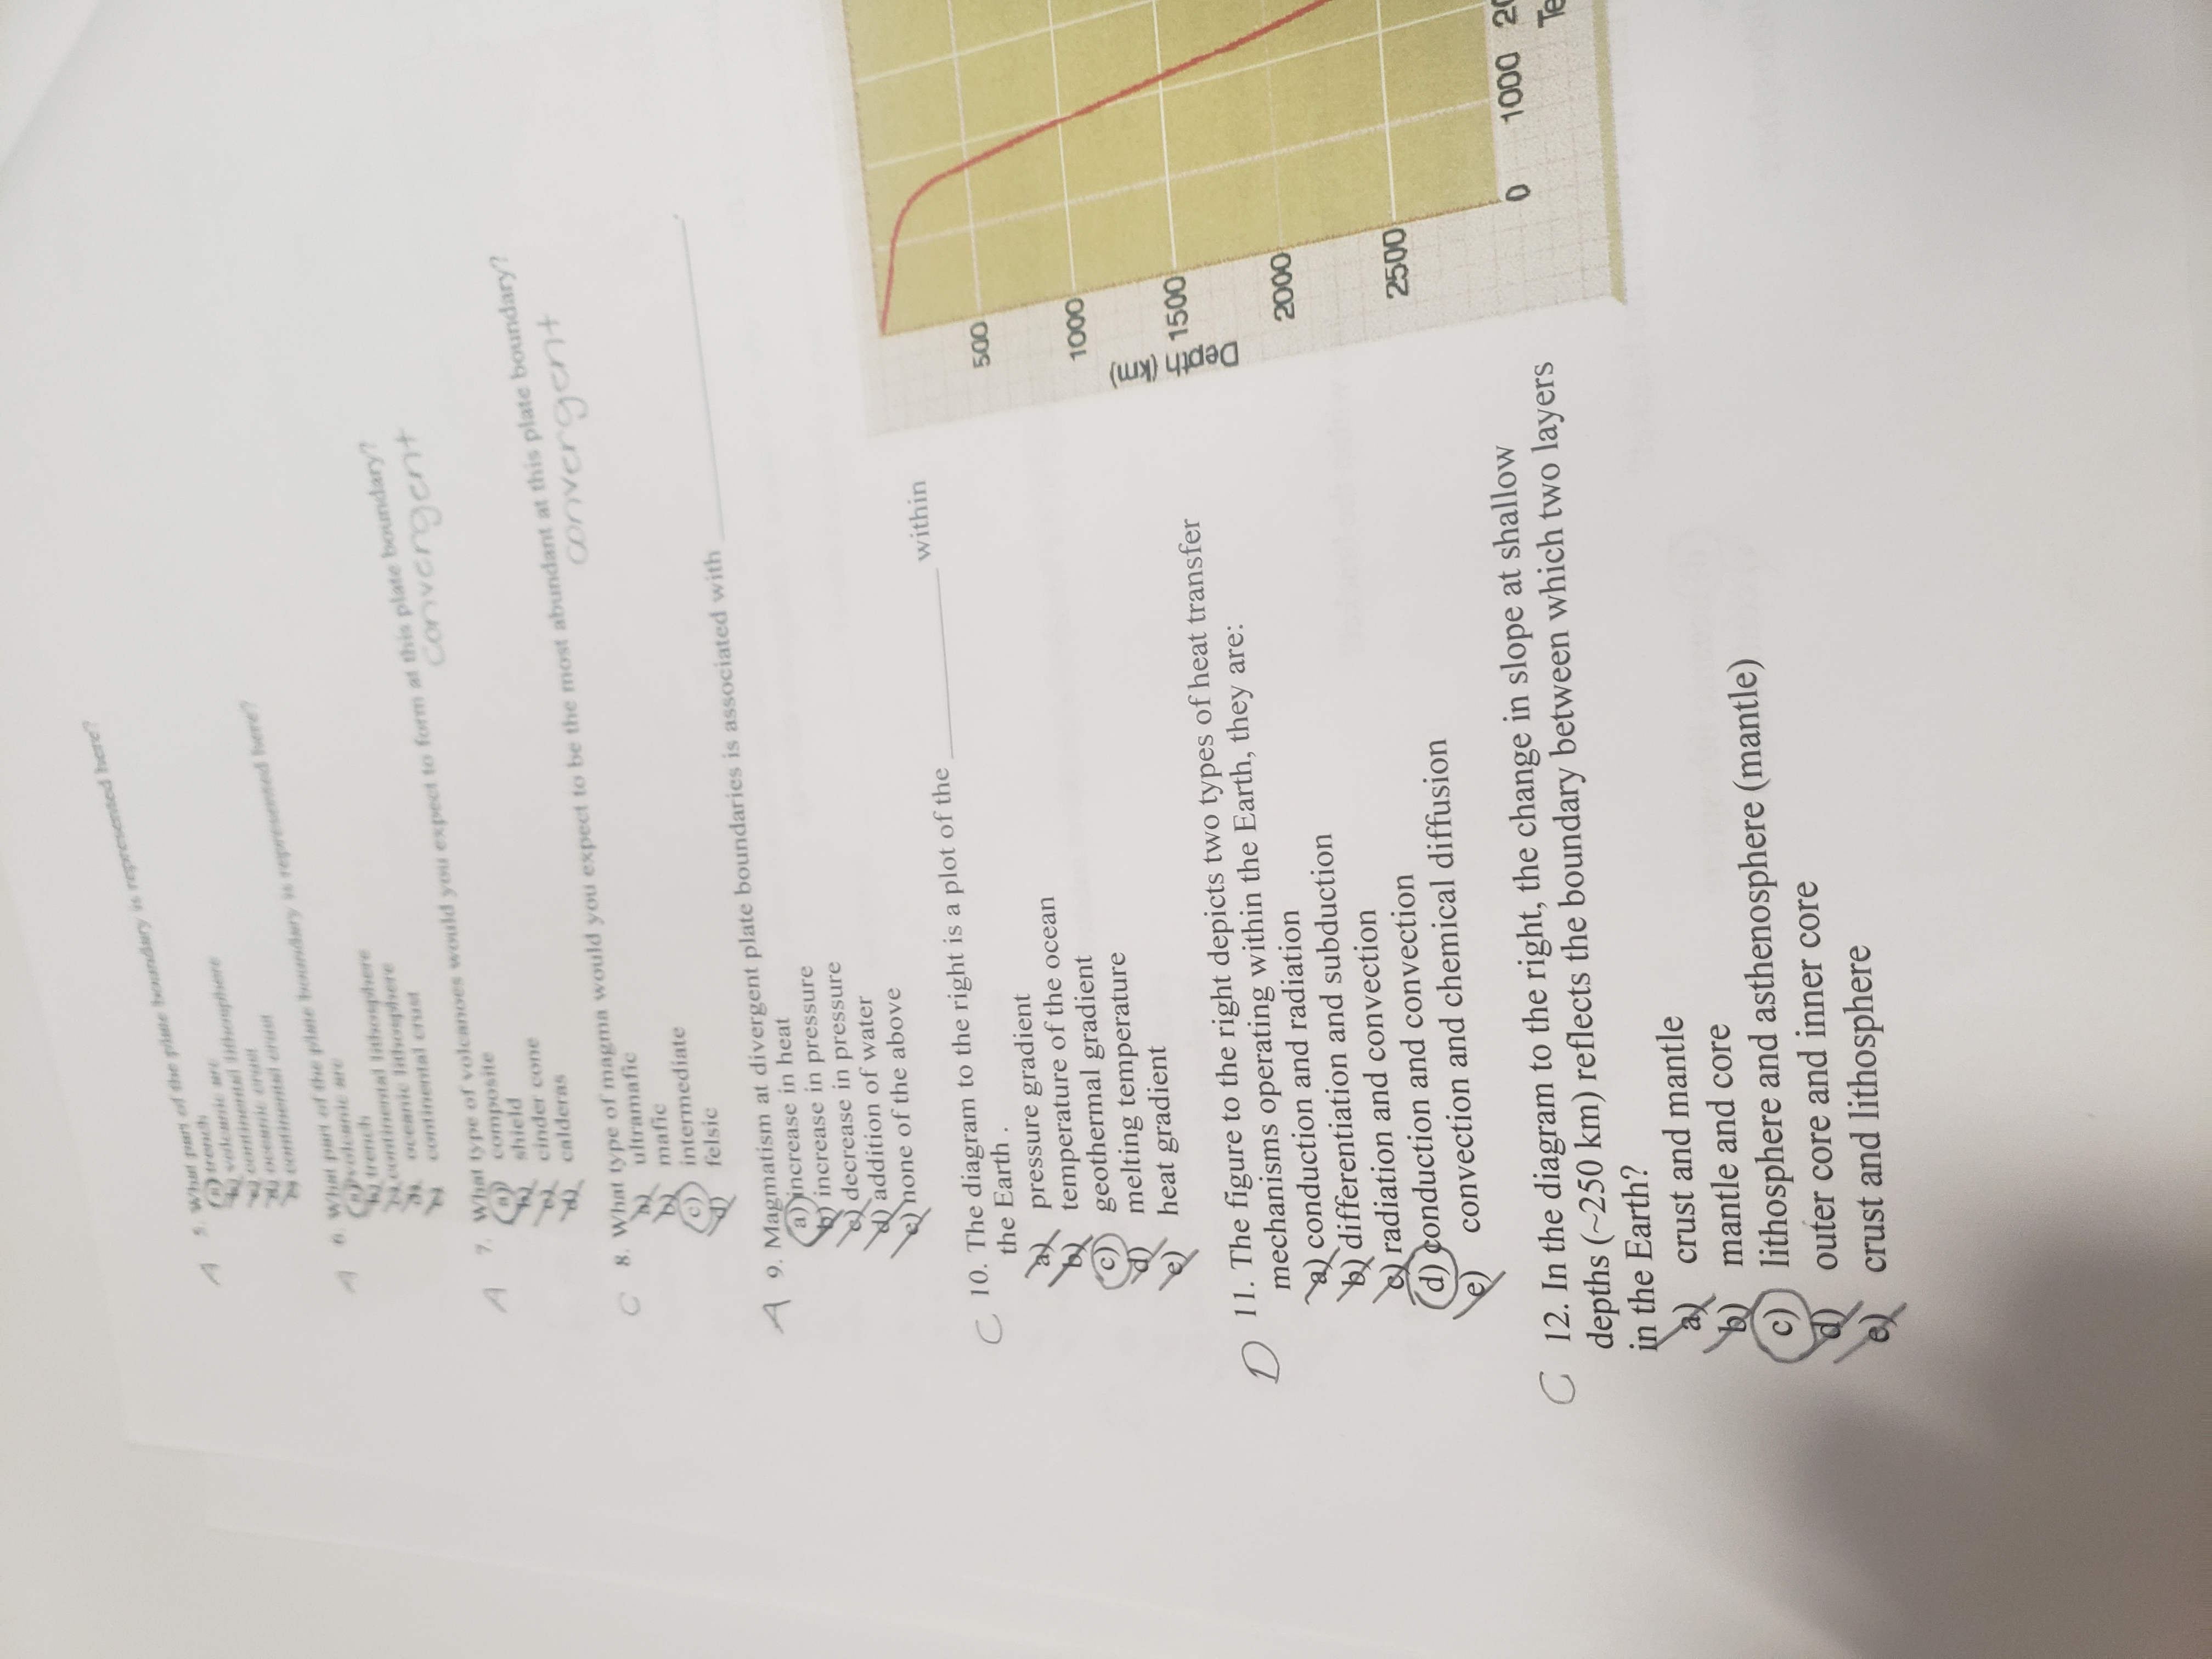 A 5. What part of the plate boundary is represented here?
a) trench
b) volcanic arc
c) continental lithosphere
d) oceanic crust
e) continental crust
A 6. What part of the plate boundary is represented here?
a) volcanic arc
b) trench
c) continental lithosphere
d) oceanic lithosphere
e) continental crust
A 7. What type of volcanoes would you expect to form at this plate boundary?
convergent
a) composite
b) shield
c) cinder cone
d) calderas
C 8. What type of magma would you expect to be the most abundant at this plate boundary?
convergent
a) ultramafic
b) mafic
c) intermediate
d) felsic
A 9. Magmatism at divergent plate boundaries is associated with ____________________.
a) increase in heat
b) increase in pressure
c) decrease in pressure
d) addition of water
e) none of the above
C 10. The diagram to the right is a plot of the ____________ within
the Earth .
a) pressure gradient
b) temperature of the ocean
c) geothermal gradient
d) melting temperature
e) heat gradient
D 11. The figure to the right depicts two types of heat transfer
mechanisms operating within the Earth, they are:
a) conduction and radiation
b) differentiation and subduction
c) radiation and convection
d) conduction and convection
e) convection and chemical diffusion
C 12. In the diagram to the right, the change in slope at shallow
depths (~250 km) reflects the boundary between which two layers
in the Earth?
a) crust and mantle
b) mantle and core
c) lithosphere and asthenosphere (mantle)
d) outer core and inner core
e) crust and lithosphere
500
1000
1500
2000
2500
Depth (km)
0 1000 20
Te